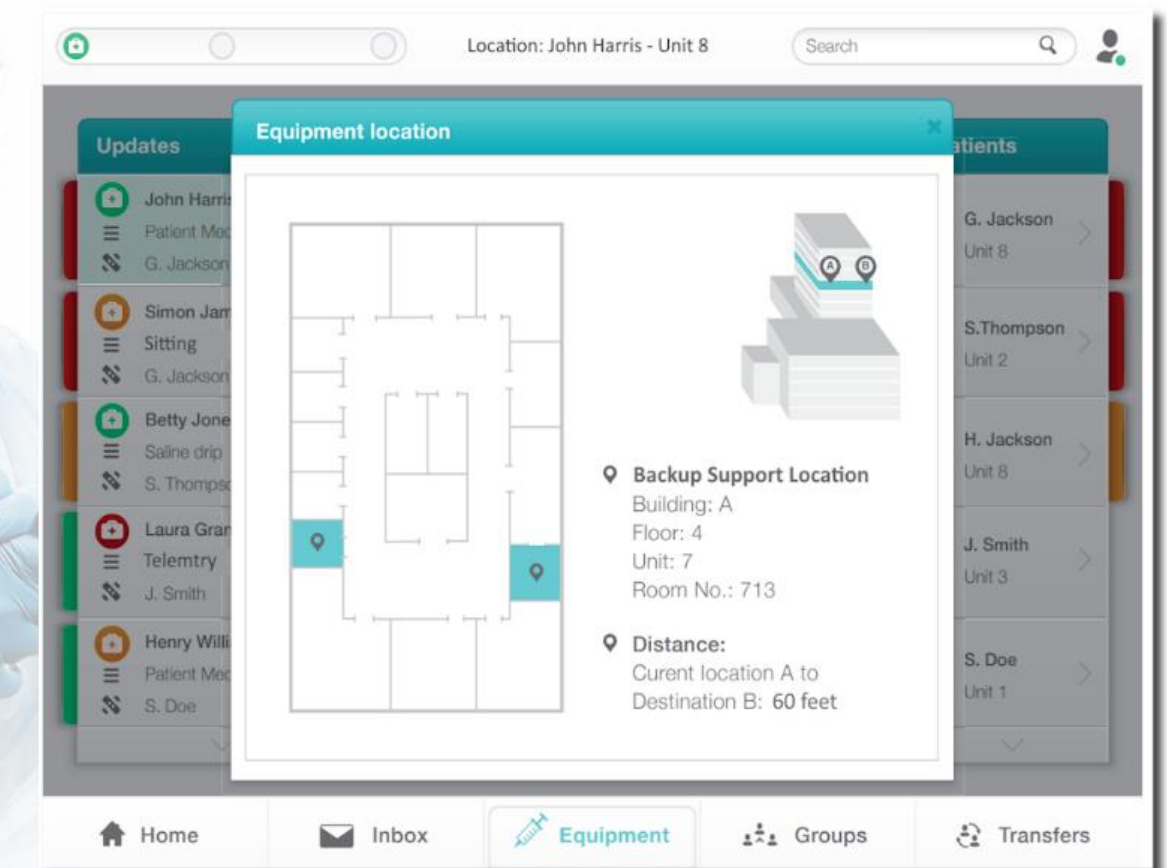 Location: John Harris - Unit 8
Search
Updates
John Harris
Patient Med
G. Jackson
Simon Jam
Sitting
G. Jackson
Betty Jone
Saline drip
S. Thompso
Laura Gran
Telemtry
J. Smith
Henry Willi
Patient Med
S. Doe
Equipment location
A B
Backup Support Location
Building: A
Floor: 4
Unit: 7
Room No.: 713
Distance:
Curent location A to
Destination B: 60 feet
atients
G. Jackson
Unit 8
S.Thompson
Unit 2
H. Jackson
Unit 8
J. Smith
Unit 3
S. Doe
Unit 1
Home
Inbox
Equipment
Groups
Transfers